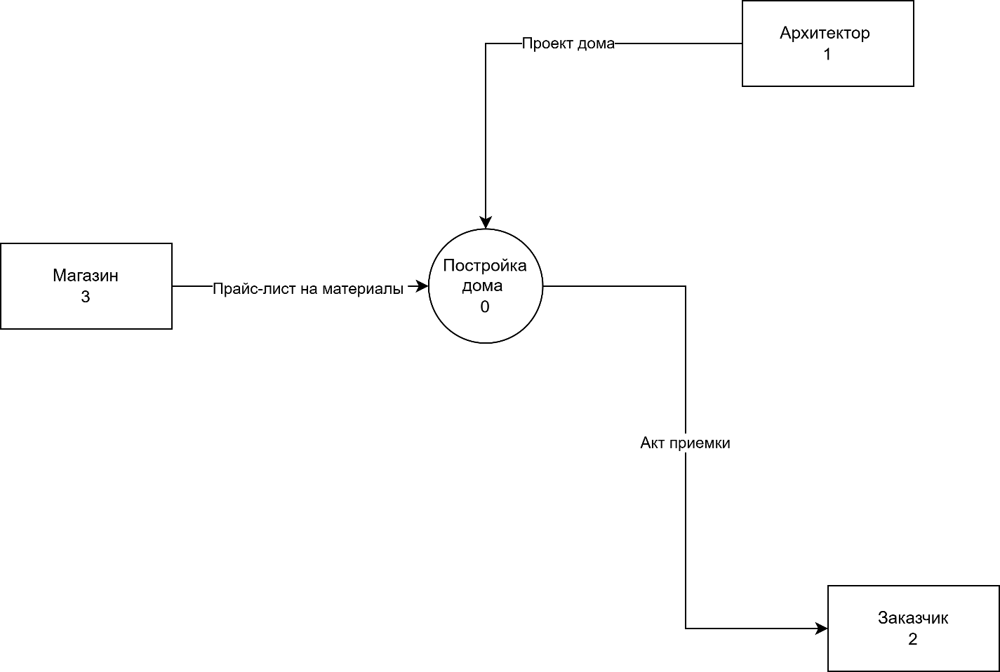 Архитектор
1
Проект дома
Магазин
3
Прайс-лист на материалы
Постройка
дома
0
Акт приемки
Заказчик
2